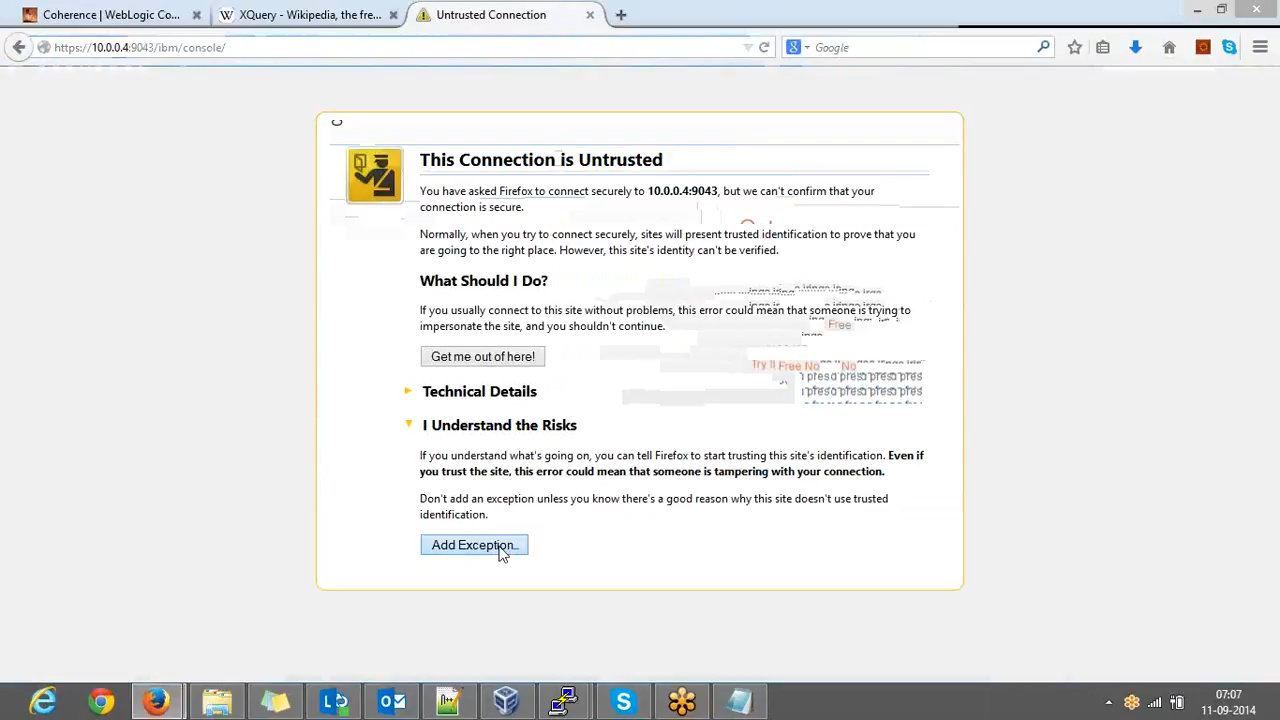 Coherence | WebLogic Co...
XQuery - Wikipedia, the fre...
Untrusted Connection
https://10.0.0.4:9043/ibm/console/
Google
This Connection is Untrusted
You have asked Firefox to connect securely to 10.0.0.4:9043, but we can't confirm that your
connection is secure.
Normally, when you try to connect securely, sites will present trusted identification to prove that you
are going to the right place. However, this site's identity can't be verified.
What Should I Do?
If you usually connect to this site without problems, this error could mean that someone is trying to
impersonate the site, and you shouldn't continue.
Free
Get me out of here!
Free No No
Technical Details
I Understand the Risks
If you understand what's going on, you can tell Firefox to start trusting this site's identification. Even if
you trust the site, this error could mean that someone is tampering with your connection.
Don't add an exception unless you know there's a good reason why this site doesn't use trusted
identification.
Add Exception...
07:07
11-09-2014